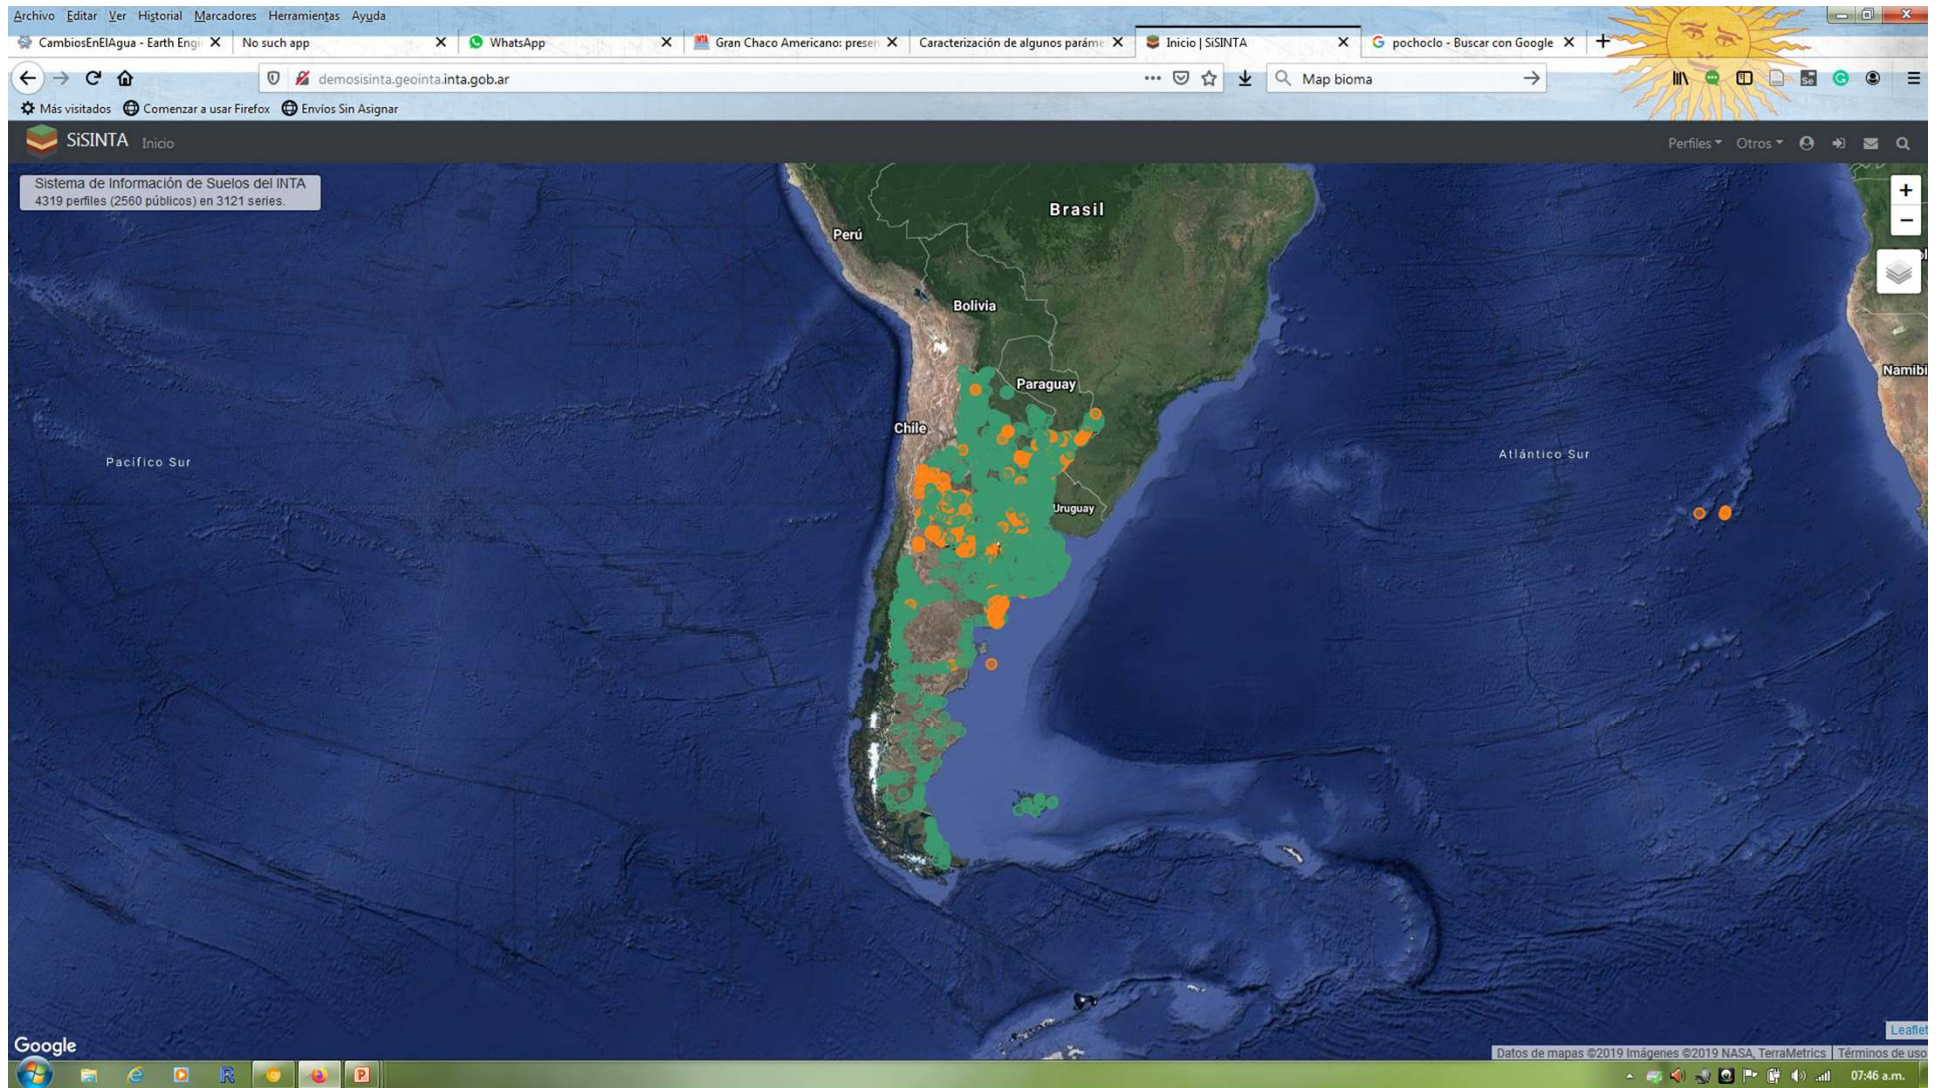 Archivo Editar Ver Historial Marcadores Herramientas Ayuda
CambiosEnElAgua - Earth Engi
No such app
WhatsApp
Gran Chaco Americano: presen
Caracterización de algunos paráme
Inicio | SiSINTA
pochoclo - Buscar con Google
demosisinta.geointa.inta.gob.ar
Map bioma
Más visitados Comenzar a usar Firefox Envíos Sin Asignar
SiSINTA Inicio Perfiles Otros
Sistema de Información de Suelos del INTA
4319 perfiles (2560 públicos) en 3121 series.
+
−
Brasil
Perú
Bolivia
Namibi
Paraguay
Chile
Atlántico Sur
Pacífico Sur
Uruguay
Leaflet
Google
Datos de mapas ©2019 Imágenes ©2019 NASA, TerraMetrics Términos de uso
07:46 a.m.